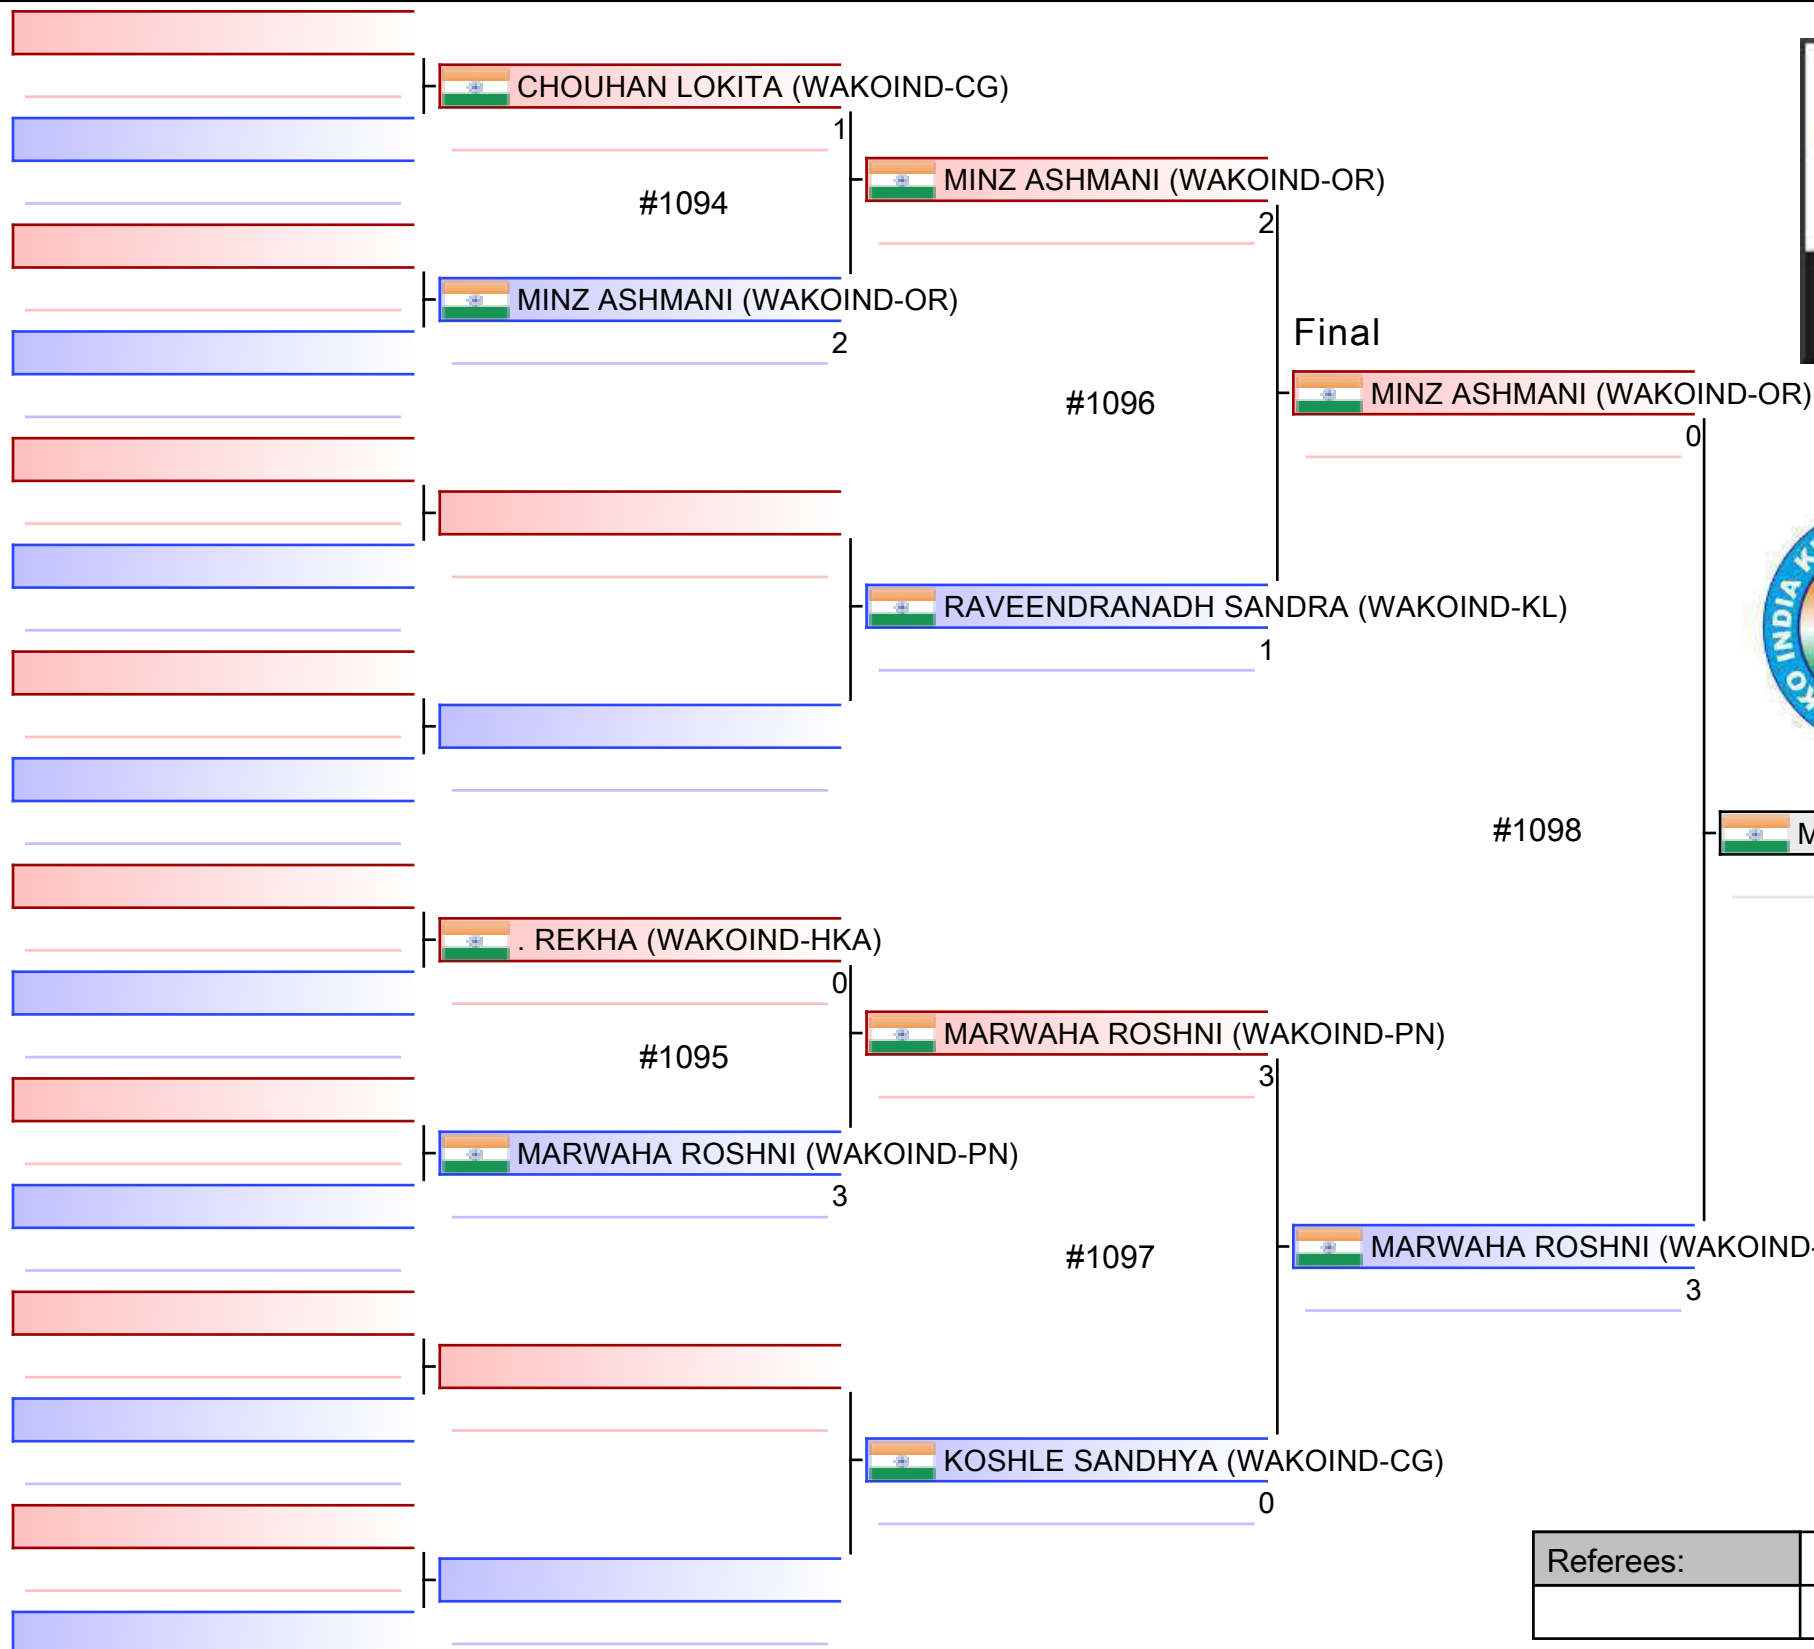 CHOUHAN LOKITA (WAKOIND-CG)
1
MINZ ASHMANI (WAKOIND-OR)
2
#1094
MINZ ASHMANI (WAKOIND-OR)
2
Final
#1096
MINZ ASHMANI (WAKOIND-OR)
0
RAVEENDRANADH SANDRA (WAKOIND-KL)
1
INDIA
#1098
. REKHA (WAKOIND-HKA)
0
MARWAHA ROSHNI (WAKOIND-PN)
3
#1095
MARWAHA ROSHNI (WAKOIND-PN)
3
#1097
MARWAHA ROSHNI (WAKOIND-
3
KOSHLE SANDHYA (WAKOIND-CG)
0
Referees: